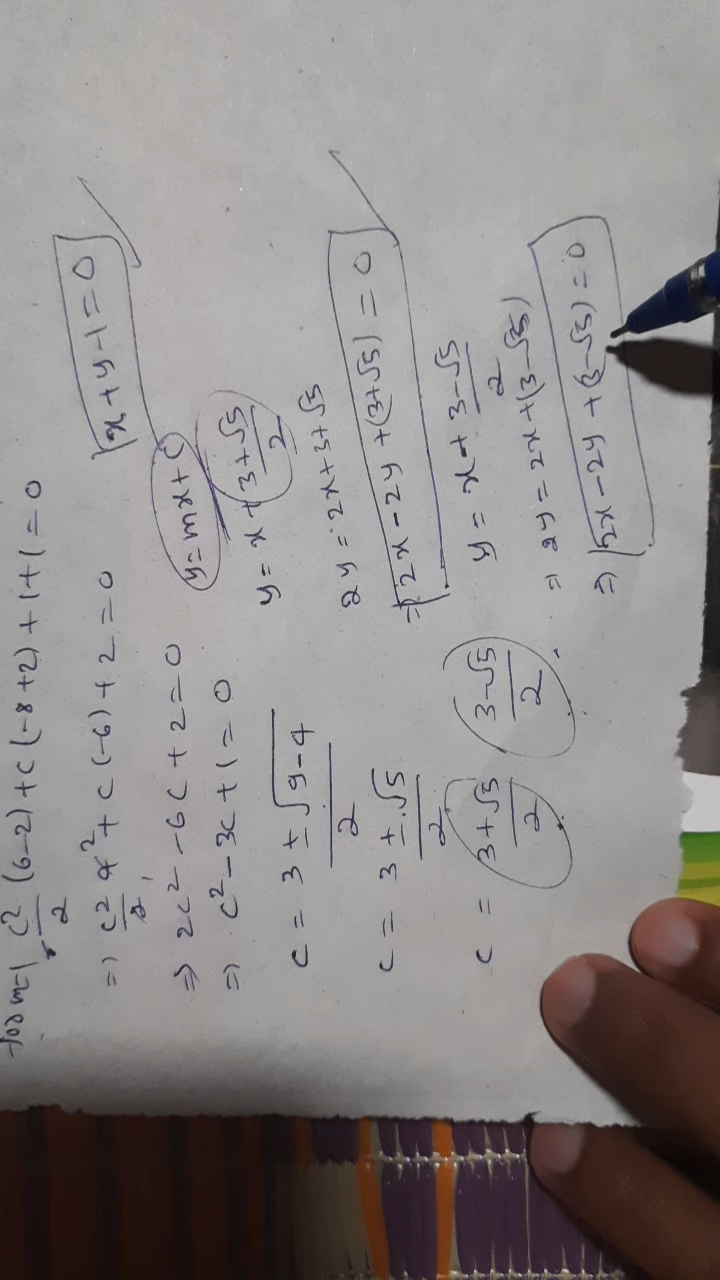 for m=1 c²/2 (6-2) + c(-8+2) + 1+1 = 0
=> c²/2 4² + c(-6) + 2 = 0
=> 2c² - 6c + 2 = 0
=> c² - 3c + 1 = 0
c = 3 ± √9-4 / 2
c = 3 ± √5 / 2
c = 3+√5 / 2 , 3-√5 / 2
x + y - 1 = 0
y = mx + c
y = x + 3+√5 / 2
2y = 2x + 3 + √5
=> 2x - 2y + (3+√5) = 0
y = x + 3-√5 / 2
=> 2y = 2x + (3-√5)
=> 2x - 2y + (3-√5) = 0